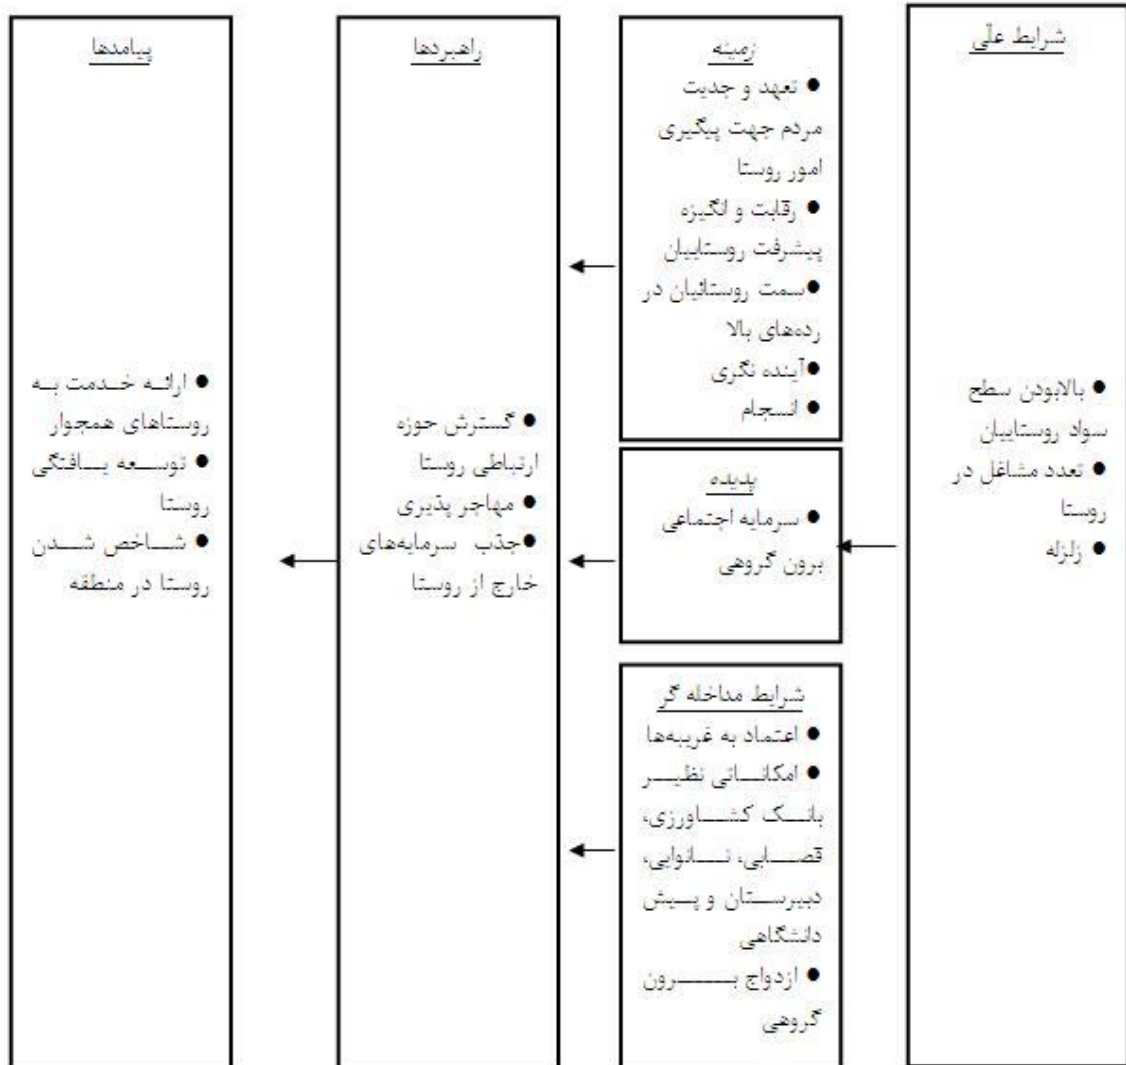 شرایط علّی
● بالابودن سطح
سواد روستاییان
● تعدد مشاغل در
روستا
● زلزله
زمینه
● تعهد و جدیت
مردم جهت پیگیری
امور روستا
● رقابت و انگیزه
پیشرفت روستاییان
●سمت روستائیان در
رده‌های بالا
●آینده نگری
● انسجام
پدیده
● سرمایه اجتماعی
برون گروهی
شرایط مداخله گر
● اعتماد به غریبه‌ها
● امکاناتی نظیر
بانک کشاورزی،
قصابی، نانوایی،
دبیرستان و پیش
دانشگاهی
● ازدواج برون
گروهی
راهبردها
● گسترش حوزه
ارتباطی روستا
● مهاجر پذیری
●جذب سرمایه‌های
خارج از روستا
پیامدها
● ارائه خدمت به
روستاهای همجوار
● توسعه یافتگی
روستا
● شاخص شدن
روستا در منطقه